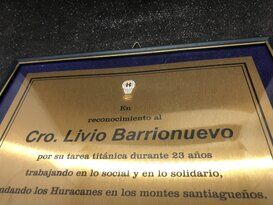 En
reconocimiento al
Cro. Livio Barrionuevo
por su tarea titánica durante 23 años
trabajando en lo social y en lo solidario,
ndando los Huracanes en los montes santiagueños.